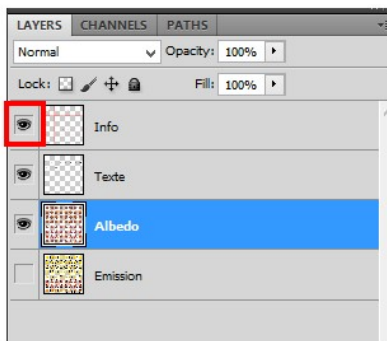 LAYERS CHANNELS PATHS
Normal Opacity: 100%
Lock: Fill: 100%
Info
Texte
Albedo
Emission